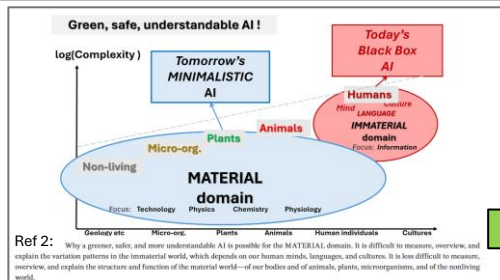 Green, safe, understandable AI !
log(Complexity )
Tomorrow's
MINIMALISTIC
AI
Today's
Black Box
AI
Humans
Mind Culture
LANGUAGE
IMMATERIAL
domain
Focus: Information
Animals
Plants
Micro-org.
Non-living
MATERIAL
domain
Focus: Technology Physics Chemistry Physiology
Geology etc Micro-org. Plants Animals Human individuals Cultures
Ref 2:
Why a greener, safer, and more understandable AI is possible for the MATERIAL domain. It is difficult to measure, overview, and
explain the variation patterns in the immaterial world, which depends on our human minds, languages, and cultures. It is less difficult to measure,
overview, and explain the structure and function of the material world—of our bodies and of animals, plants, microorganisms, and of the nonliving
world.